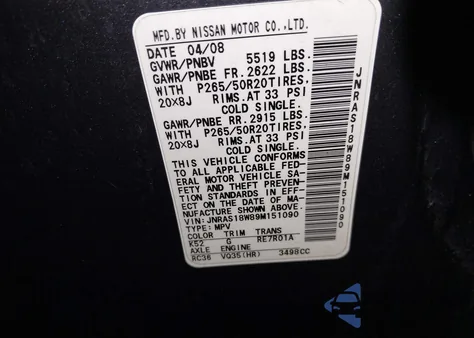 MFD.BY NISSAN MOTOR CO.,LTD.
DATE 04/08
GVWR/PNBV 5519 LBS.
GAWR/PNBE FR. 2622 LBS.
WITH P265/50R20TIRES,
20X8J RIMS.AT 33 PSI
COLD SINGLE.
GAWR/PNBE RR. 2915 LBS.
WITH P265/50R20TIRES,
20X8J RIMS.AT 33 PSI
COLD SINGLE.
THIS VEHICLE CONFORMS
TO ALL APPLICABLE FED-
ERAL MOTOR VEHICLE SA-
FETY AND THEFT PREVEN-
TION STANDARDS IN EFF-
ECT ON THE DATE OF MA-
NUFACTURE SHOWN ABOVE.
VIN: JNRAS18W89M151090
TYPE: MPV
COLOR TRIM TRANS
K52 G RE7R01A
AXLE ENGINE
RC36 VQ35(HR) 3498CC
JNRAS18W89M151090